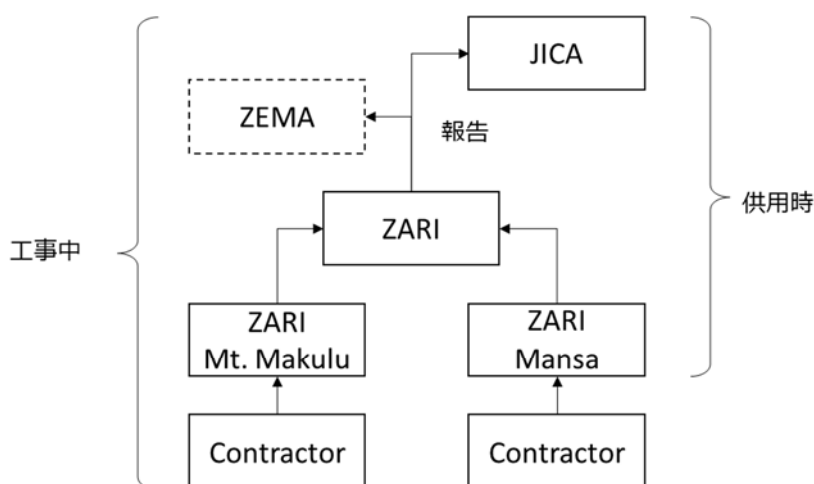 JICA
ZEMA
報告
ZARI
供用時
工事中
ZARI
Mt. Makulu
ZARI
Mansa
Contractor
Contractor